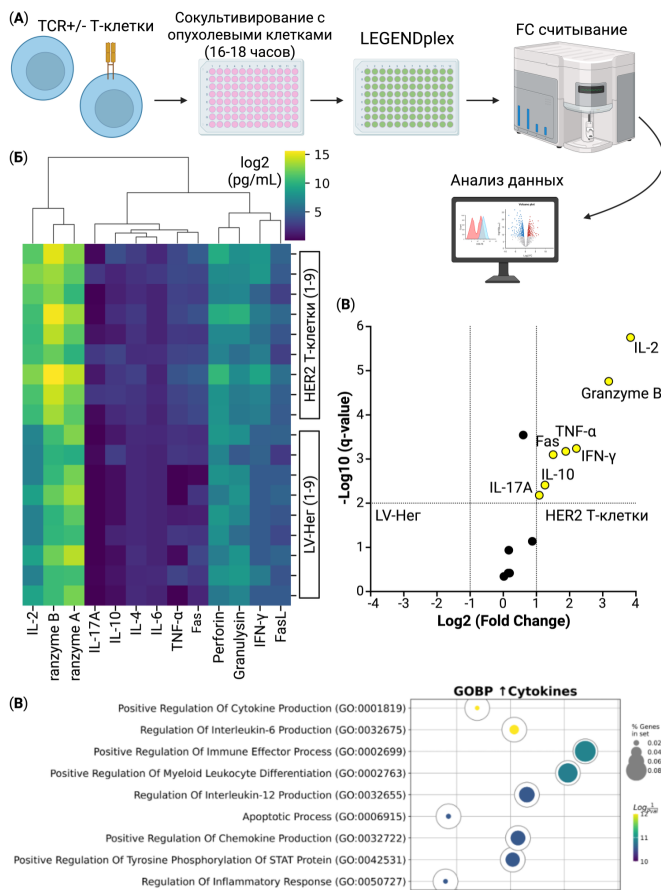 (А)
TCR+/- Т-клетки
Сокультивирование с
опухолевыми клетками
(16-18 часов)
LEGENDplex
FC считывание
Анализ данных
Volcano plot
(Б)
log2
(pg/mL)
15
10
5
HER2 Т-клетки (1-9)
LV-Нег (1-9)
IL-2
ranzyme B
ranzyme A
IL-17A
IL-10
IL-4
IL-6
TNF-α
Fas
Perforin
Granulysin
IFN-γ
FasL
(В)
6
5
4
3
2
1
0
-Log10 (q-value)
IL-2
Granzyme B
Fas
TNF-α
IFN-γ
IL-10
IL-17A
LV-Нег
HER2 Т-клетки
-4 -3 -2 -1 0 1 2 3 4
Log2 (Fold Change)
(В)
GOBP ↑Cytokines
Positive Regulation Of Cytokine Production (GO:0001819)
Regulation Of Interleukin-6 Production (GO:0032675)
Positive Regulation Of Immune Effector Process (GO:0002699)
Positive Regulation Of Myeloid Leukocyte Differentiation (GO:0002763)
Regulation Of Interleukin-12 Production (GO:0032655)
Apoptotic Process (GO:0006915)
Positive Regulation Of Chemokine Production (GO:0032722)
Positive Regulation Of Tyrosine Phosphorylation Of STAT Protein (GO:0042531)
Regulation Of Inflammatory Response (GO:0050727)
% Genes
in set
0.02
0.04
0.06
0.08
12
11
10